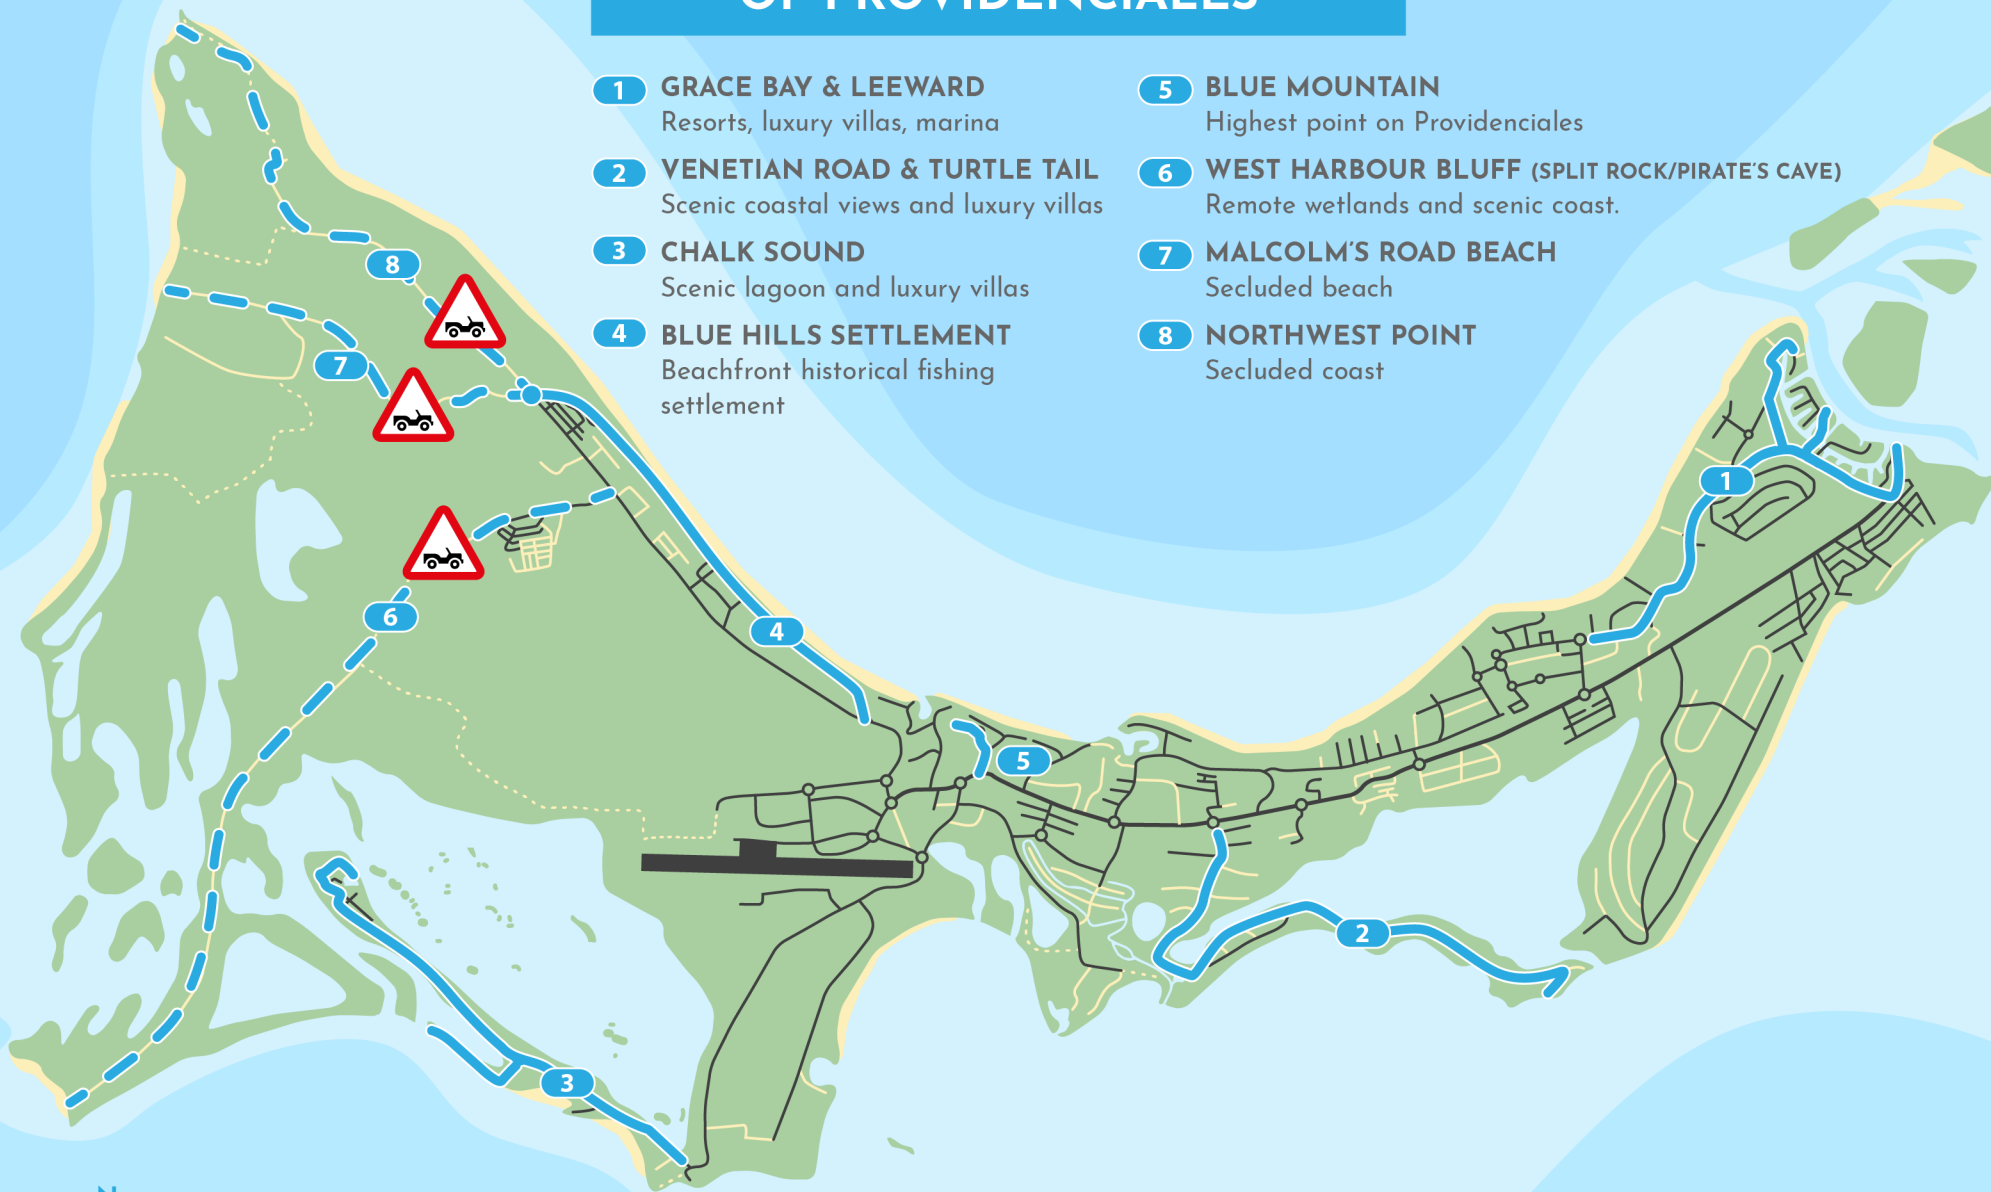 OF PROVIDENCIALES
1 GRACE BAY & LEEWARD
Resorts, luxury villas, marina
2 VENETIAN ROAD & TURTLE TAIL
Scenic coastal views and luxury villas
3 CHALK SOUND
Scenic lagoon and luxury villas
4 BLUE HILLS SETTLEMENT
Beachfront historical fishing
settlement
5 BLUE MOUNTAIN
Highest point on Providenciales
6 WEST HARBOUR BLUFF (SPLIT ROCK/PIRATE'S CAVE)
Remote wetlands and scenic coast.
7 MALCOLM'S ROAD BEACH
Secluded beach
8 NORTHWEST POINT
Secluded coast
8
7
1
6
4
5
2
3
N